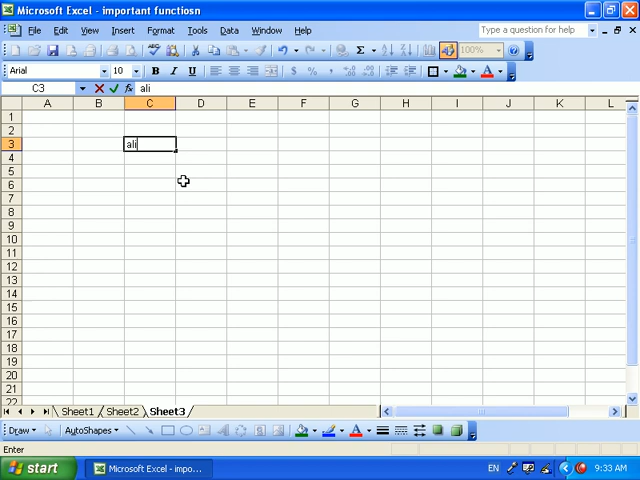 Microsoft Excel - important functiosn
File Edit View Insert Format Tools Data Window Help Type a question for help
100%
Arial 10 B I U $ % ,
C3 fx ali
A B C D E F G H I J K L
1
2
3 ali
4
5
6
7
8
9
10
11
12
13
14
15
16
17
18
19
20
21
22
Sheet1 Sheet2 Sheet3
Draw AutoShapes
Enter
start Microsoft Excel - impo... EN 9:33 AM